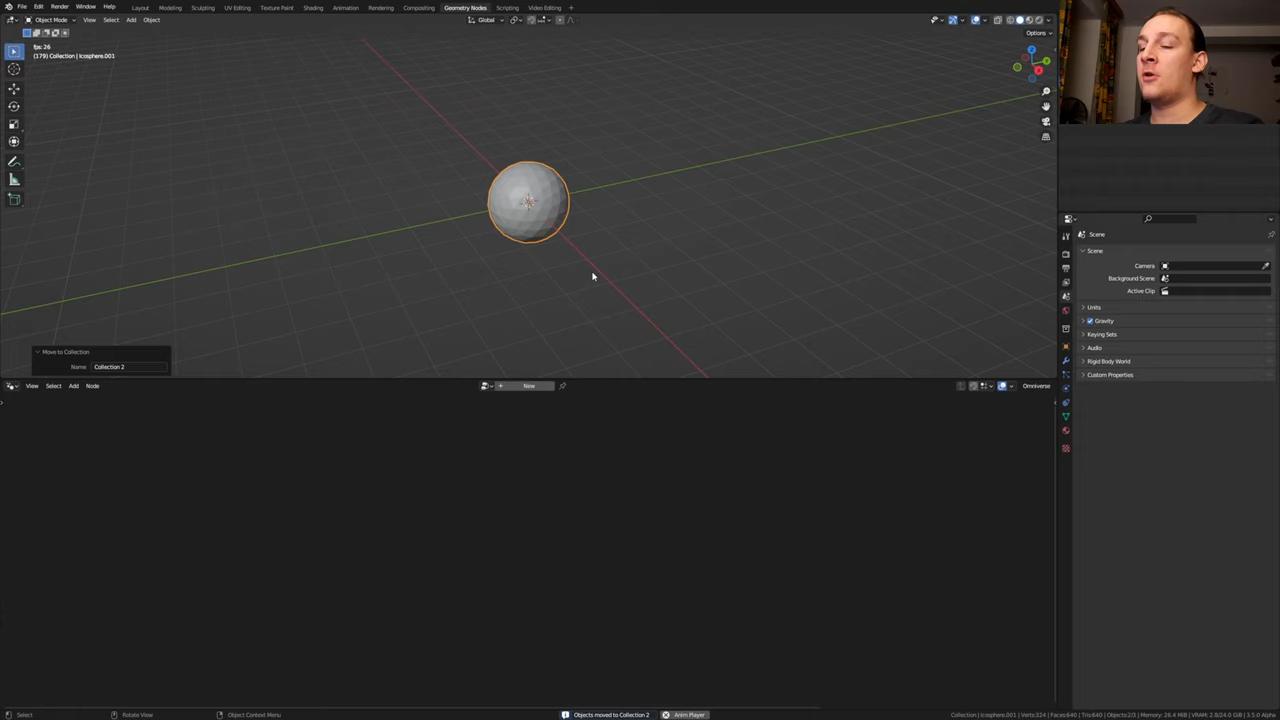 File Edit Render Window Help Layout Modeling Sculpting UV Editing Texture Paint Shading Animation Rendering Compositing Geometry Nodes Scripting Video Editing +
Object Mode View Select Add Object Global
Options
fps: 26
(179) Collection | Icosphere.001
Z
Y
X
Scene
Scene
Camera
Background Scene
Active Clip
Units
Gravity
Keying Sets
Audio
Rigid Body World
Custom Properties
Move to Collection
Name Collection 2
View Select Add Node + New Omniverse
Select Rotate View Object Context Menu Objects moved to Collection 2 Anim Player Collection | Icosphere.001 | Verts:324 | Faces:640 | Tris:640 | Objects:2/2 | Memory: 26.4 MiB | VRAM: 2.8/24.0 GiB | 3.5.0 Alpha